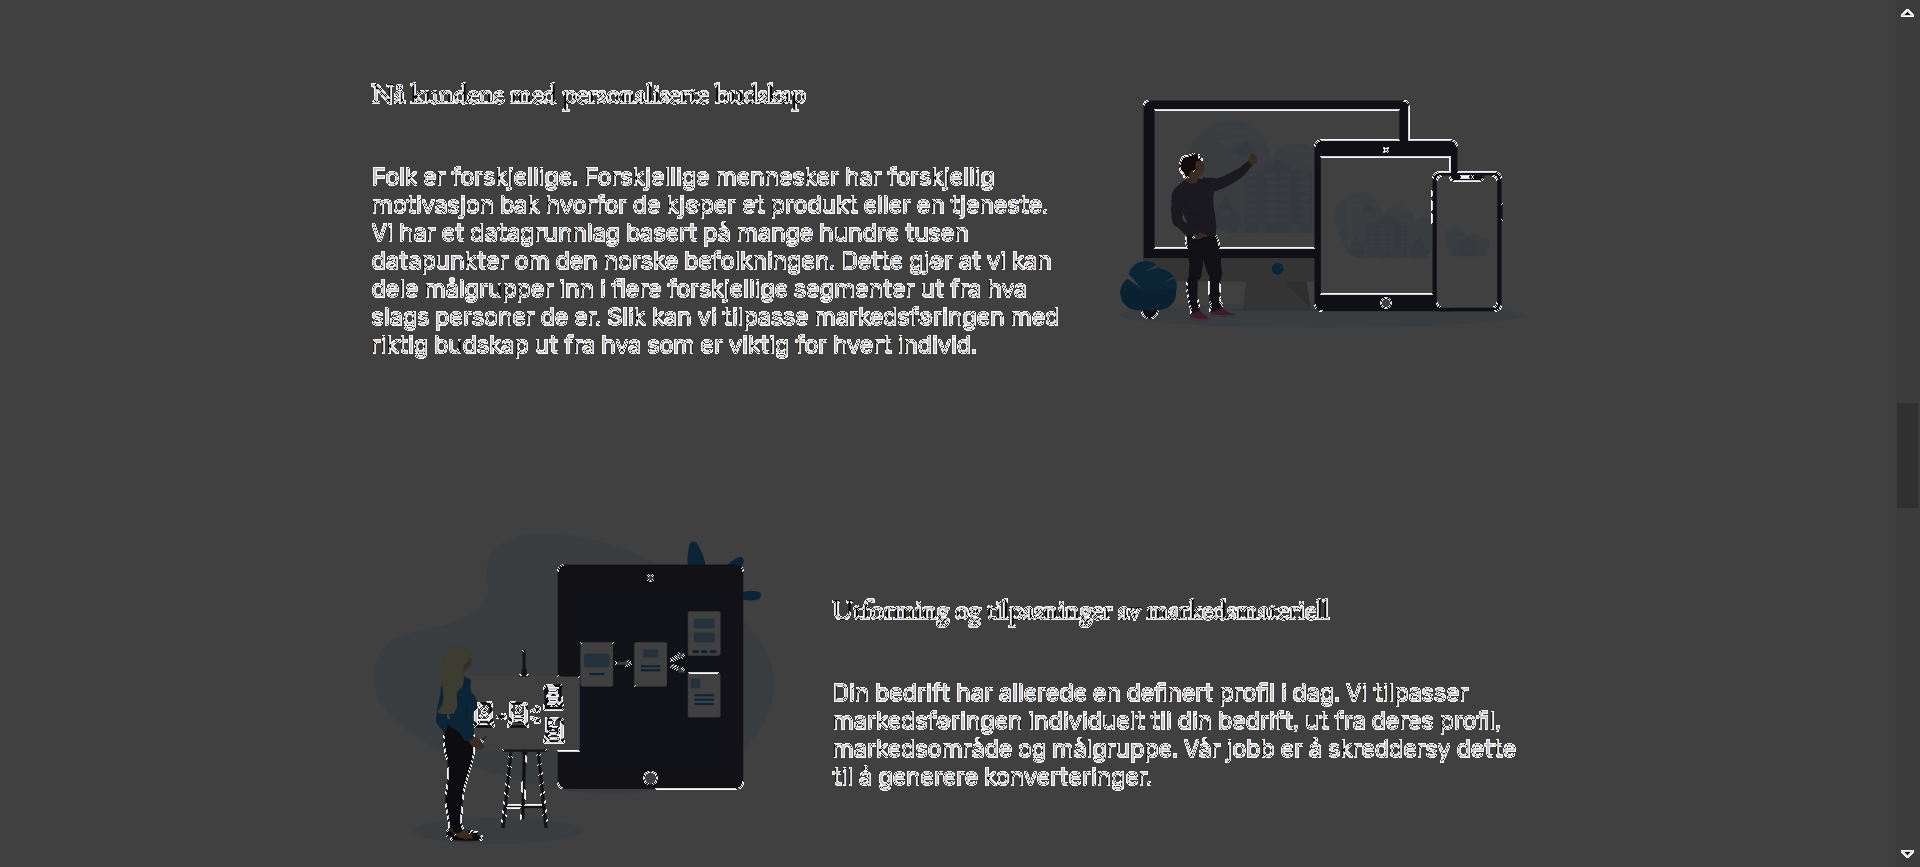 Nå kundene med personaliserte budskap
Folk er forskjellige. Forskjellige mennesker har forskjellig
motivasjon bak hvorfor de kjøper et produkt eller en tjeneste.
Vi har et datagrunnlag basert på mange hundre tusen
datapunkter om den norske befolkningen. Dette gjør at vi kan
dele målgrupper inn i flere forskjellige segmenter ut fra hva
slags personer de er. Slik kan vi tilpasse markedsføringen med
riktig budskap ut fra hva som er viktig for hvert individ.
Utforming og tilpasninger av markedsmateriell
Din bedrift har allerede en definert profil i dag. Vi tilpasser
markedsføringen individuelt til din bedrift, ut fra deres profil,
markedsområde og målgruppe. Vår jobb er å skreddersy dette
til å generere konverteringer.